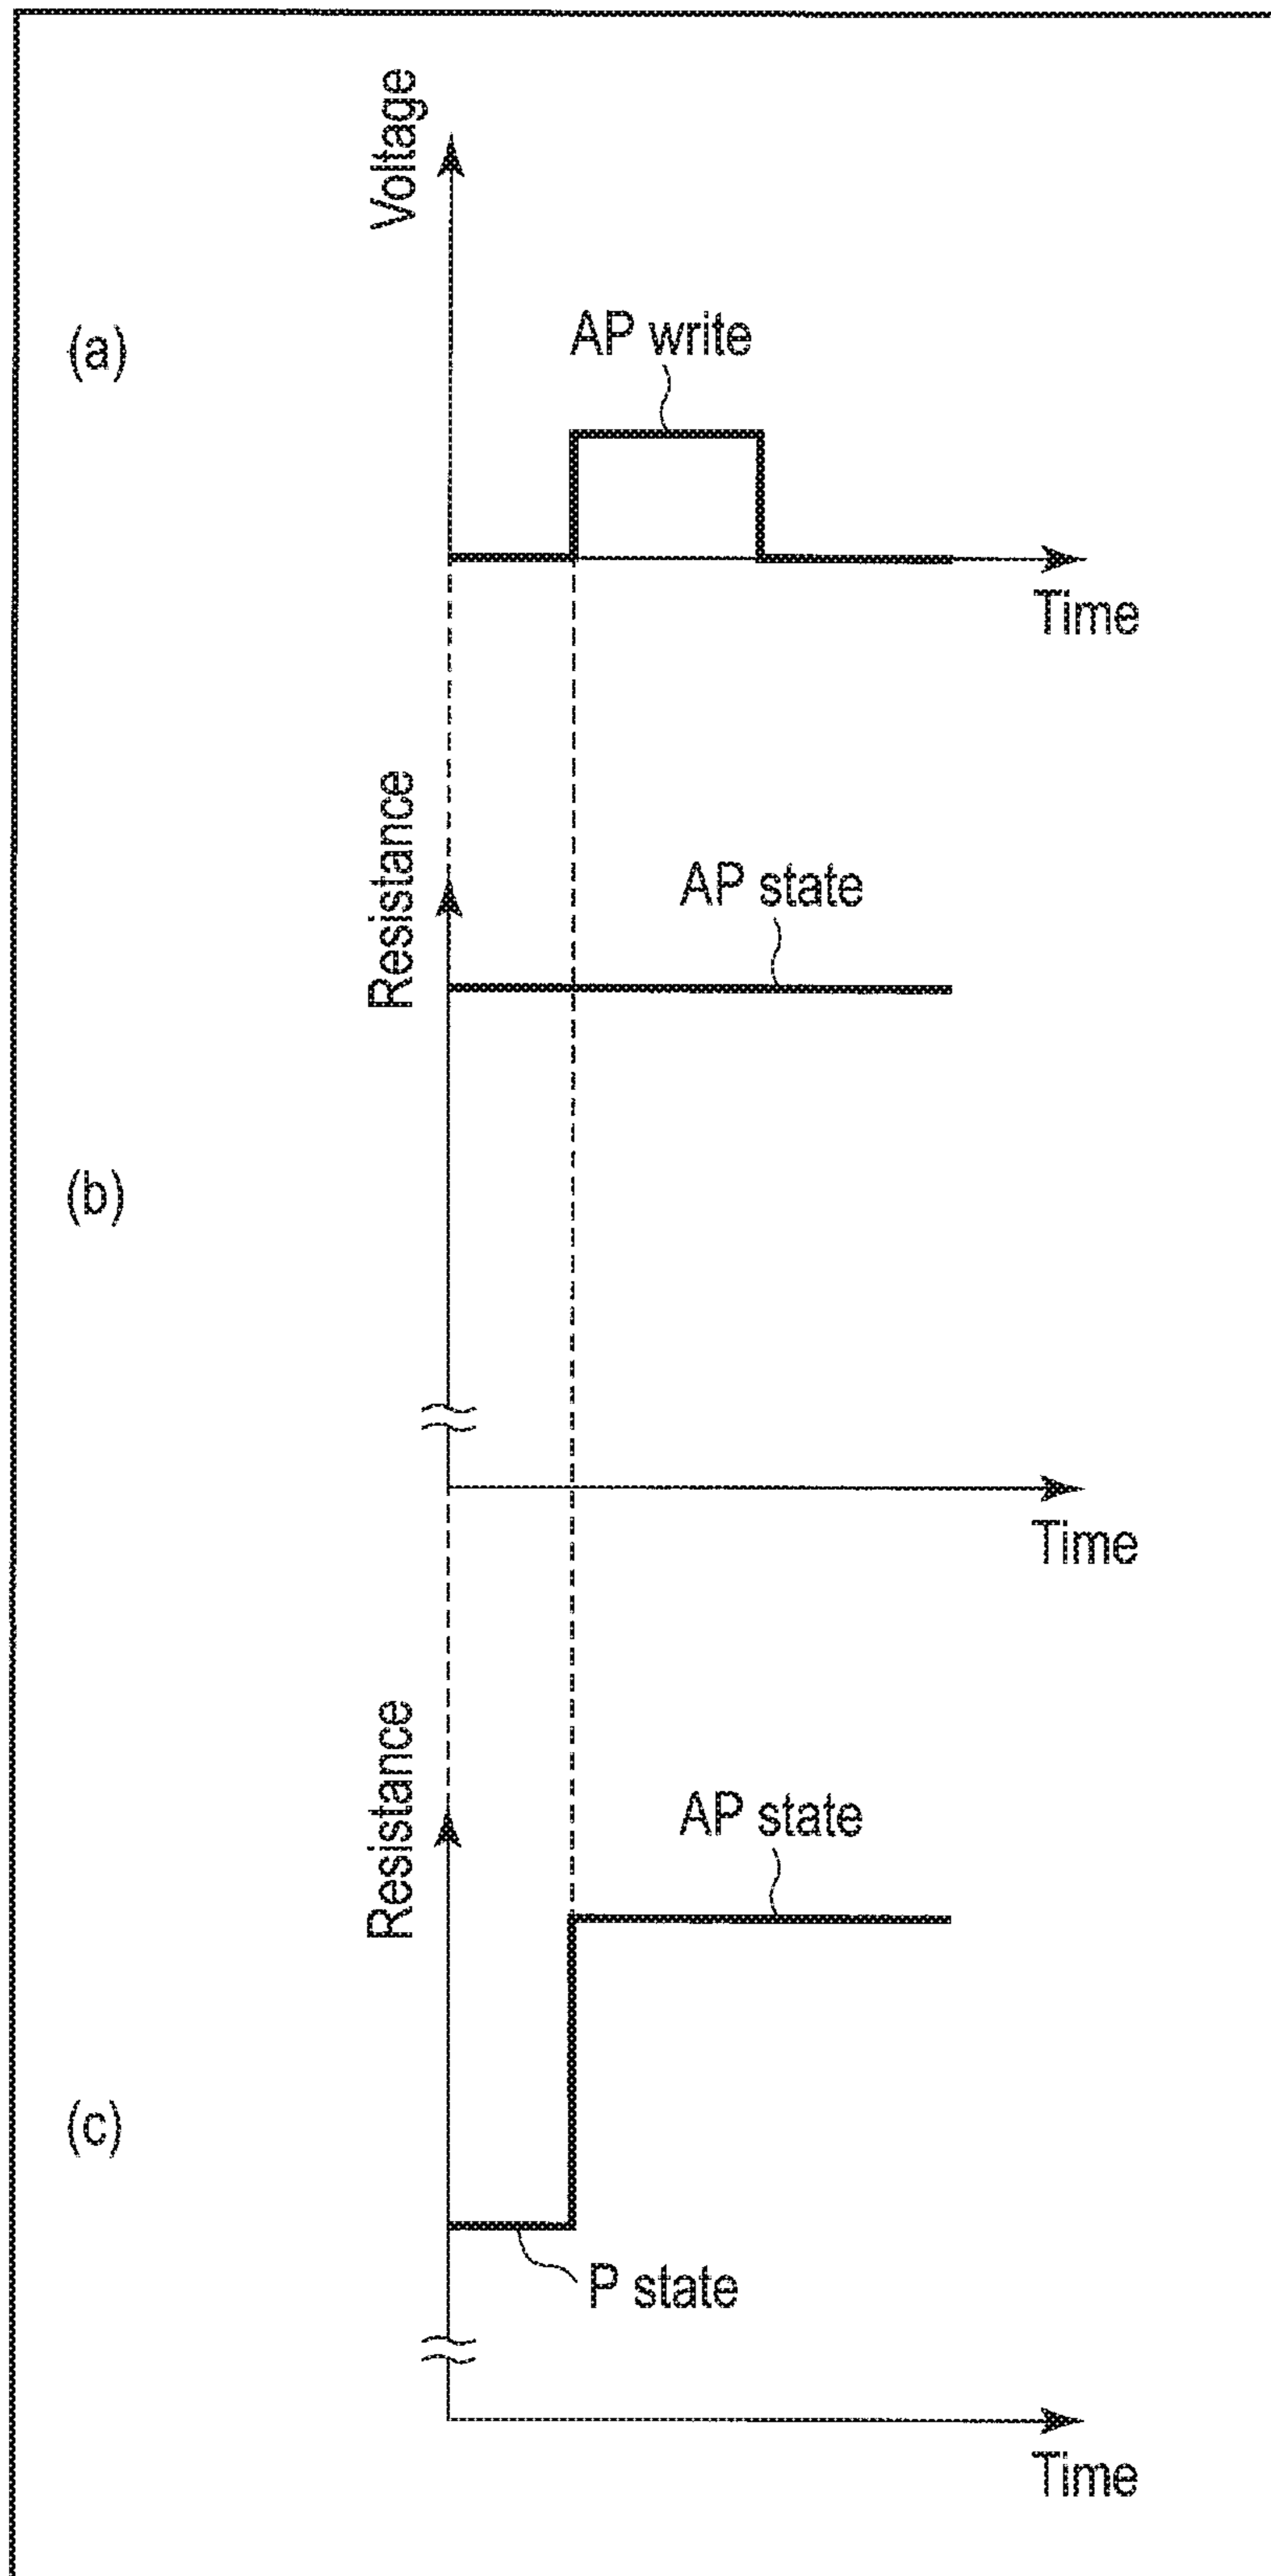 (a)
Voltage
AP write
Time
(b)
Resistance
AP state
Time
(c)
Resistance
AP state
P state
Time